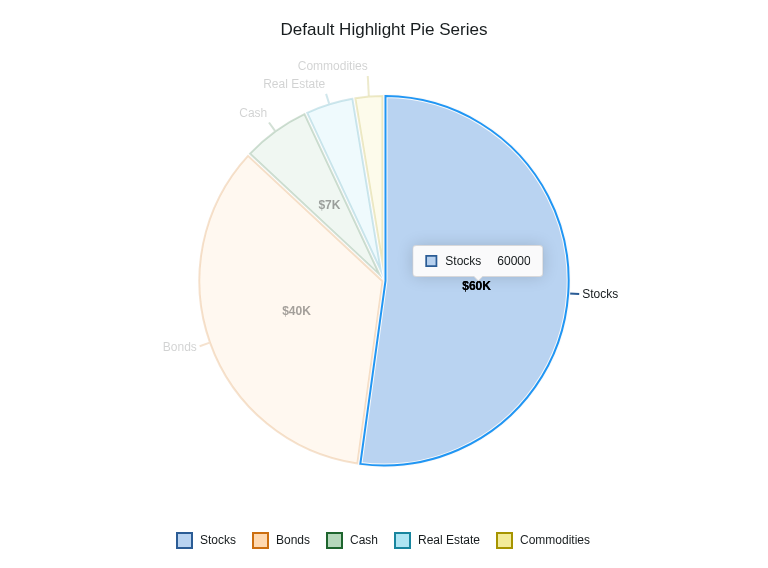 Default Highlight Pie Series
Commodities
Real Estate
Cash
$7K
Stocks 60000
$60K
Stocks
$40K
Bonds
Stocks Bonds Cash Real Estate Commodities